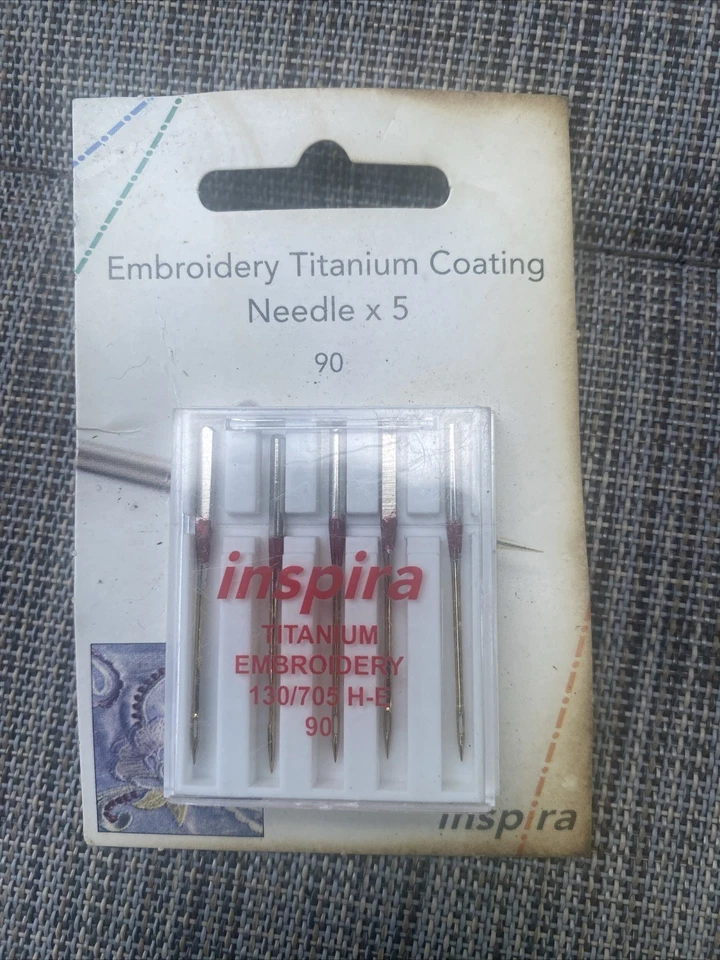 Embroidery Titanium Coating
Needle x 5
90
inspira
TITANIUM
EMBROIDERY
130/705 H-E
90
inspira